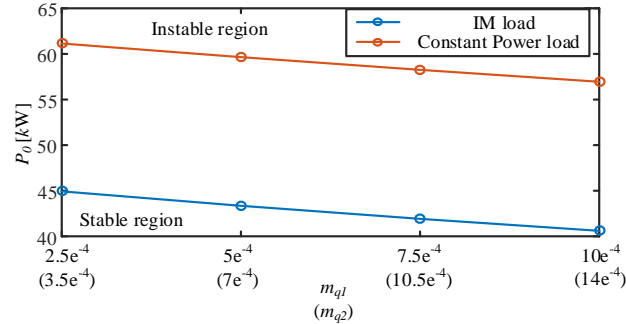 65
Instable region
IM load
Constant Power load
60
55
P0 [kW]
50
45
Stable region
40
2.5e-4
5e-4
7.5e-4
10e-4
(3.5e-4)
(7e-4)
(10.5e-4)
(14e-4)
mq1
(mq2)